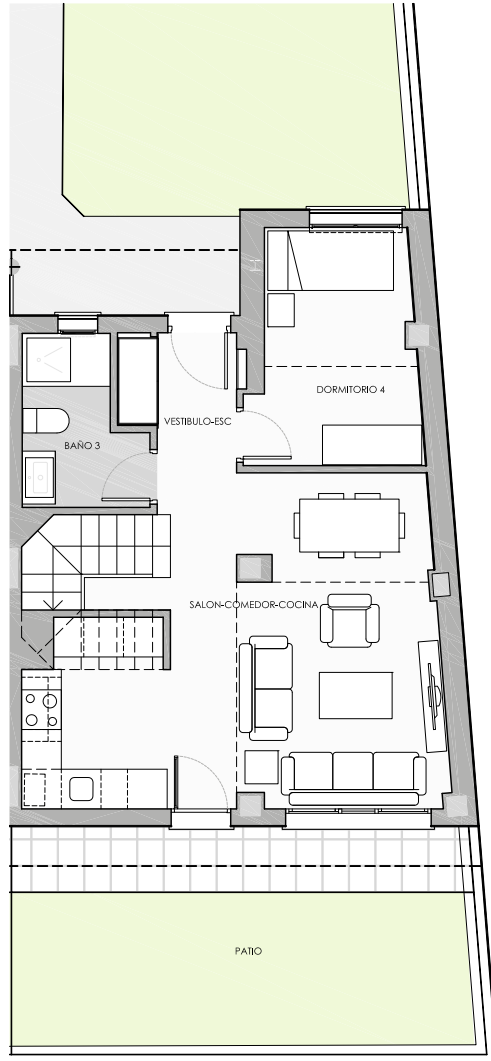 DORMITORIO 4
VESTIBULO-ESC
BAÑO 3
SALON-COMEDOR-COCINA
PATIO